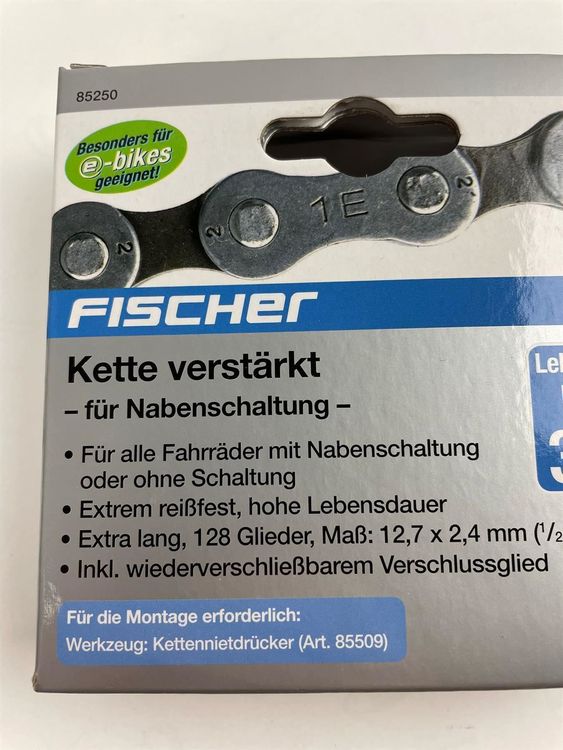 85250
Besonders für
e-bikes
geeignet!
2
2
1E
2
FISCHER
Kette verstärkt
– für Nabenschaltung –
• Für alle Fahrräder mit Nabenschaltung
oder ohne Schaltung
• Extrem reißfest, hohe Lebensdauer
• Extra lang, 128 Glieder, Maß: 12,7 x 2,4 mm (1/2
• Inkl. wiederverschließbarem Verschlussglied
Für die Montage erforderlich:
Werkzeug: Kettennietdrücker (Art. 85509)